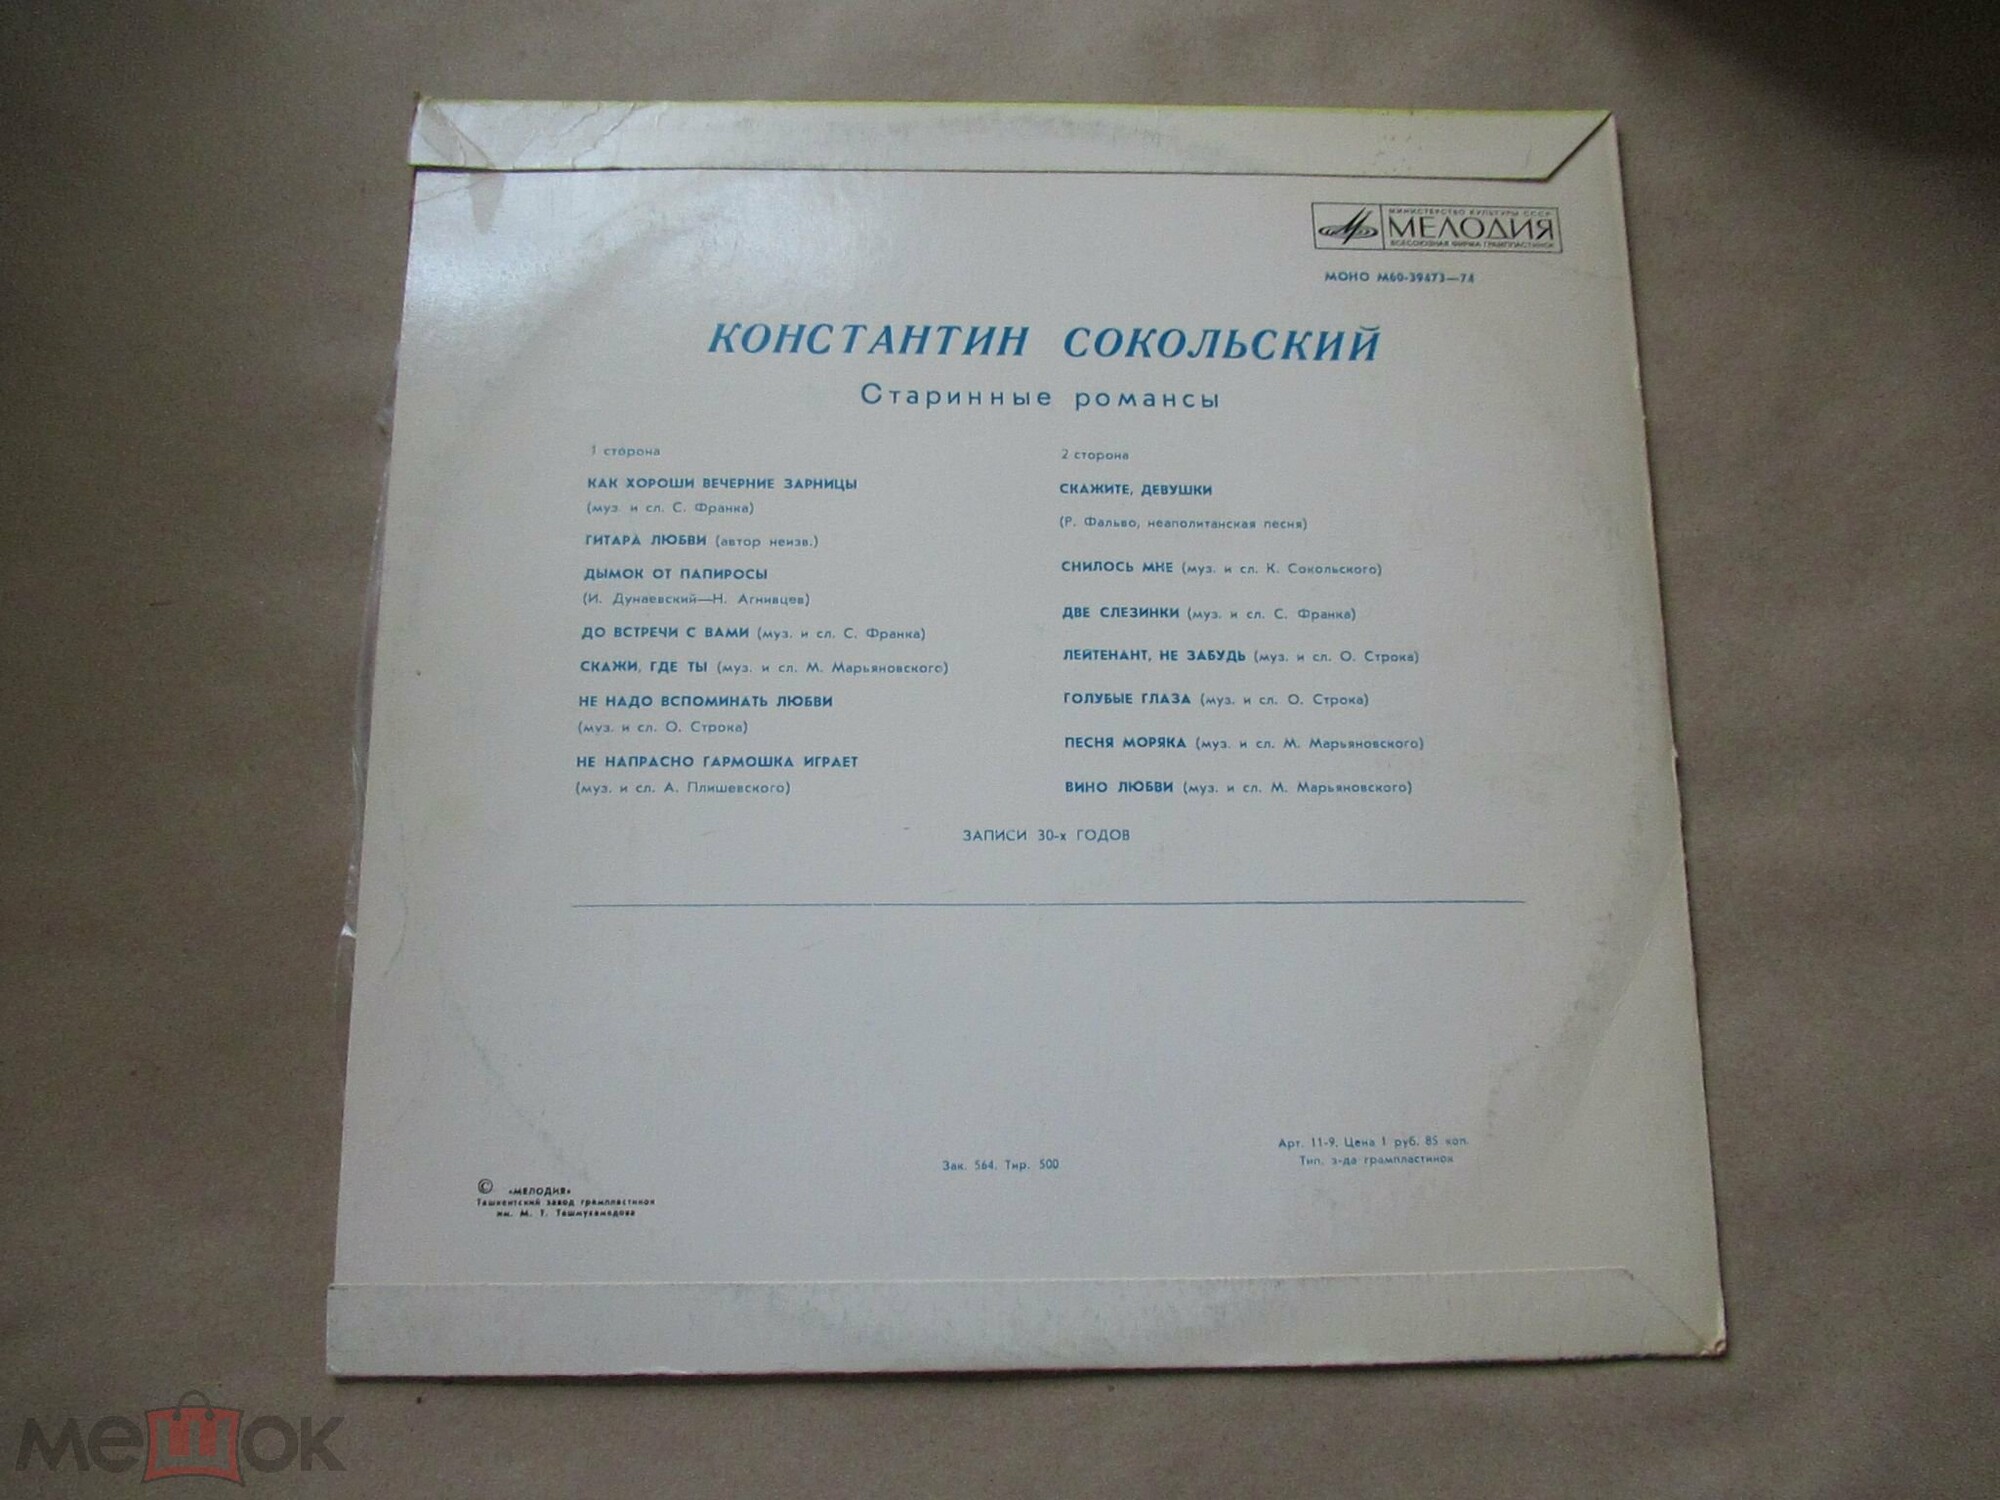 МИНИСТЕРСТВО КУЛЬТУРЫ СССР
МЕЛОДИЯ
ВСЕСОЮЗНАЯ ФИРМА ГРАМПЛАСТИНОК
МОНО М60-39473—74
КОНСТАНТИН СОКОЛЬСКИЙ
Старинные романсы
1 сторона
КАК ХОРОШИ ВЕЧЕРНИЕ ЗАРНИЦЫ
(муз. и сл. С. Франка)
ГИТАРА ЛЮБВИ (автор неизв.)
ДЫМОК ОТ ПАПИРОСЫ
(И. Дунаевский—Н. Агнивцев)
ДО ВСТРЕЧИ С ВАМИ (муз. и сл. С. Франка)
СКАЖИ, ГДЕ ТЫ (муз. и сл. М. Марьяновского)
НЕ НАДО ВСПОМИНАТЬ ЛЮБВИ
(муз. и сл. О. Строка)
НЕ НАПРАСНО ГАРМОШКА ИГРАЕТ
(муз. и сл. А. Плишевского)
2 сторона
СКАЖИТЕ, ДЕВУШКИ
(Р. Фальво, неаполитанская песня)
СНИЛОСЬ МНЕ (муз. и сл. К. Сокольского)
ДВЕ СЛЕЗИНКИ (муз. и сл. С. Франка)
ЛЕЙТЕНАНТ, НЕ ЗАБУДЬ (муз. и сл. О. Строка)
ГОЛУБЫЕ ГЛАЗА (муз. и сл. О. Строка)
ПЕСНЯ МОРЯКА (муз. и сл. М. Марьяновского)
ВИНО ЛЮБВИ (муз. и сл. М. Марьяновского)
ЗАПИСИ 30-х ГОДОВ
Арт. 11-9. Цена 1 руб. 85 коп.
Тип. з-да грампластинок
Зак. 564. Тир. 500
© «МЕЛОДИЯ»
Ташкентский завод грампластинок
им. М. Т. Ташмухамедова
мешок